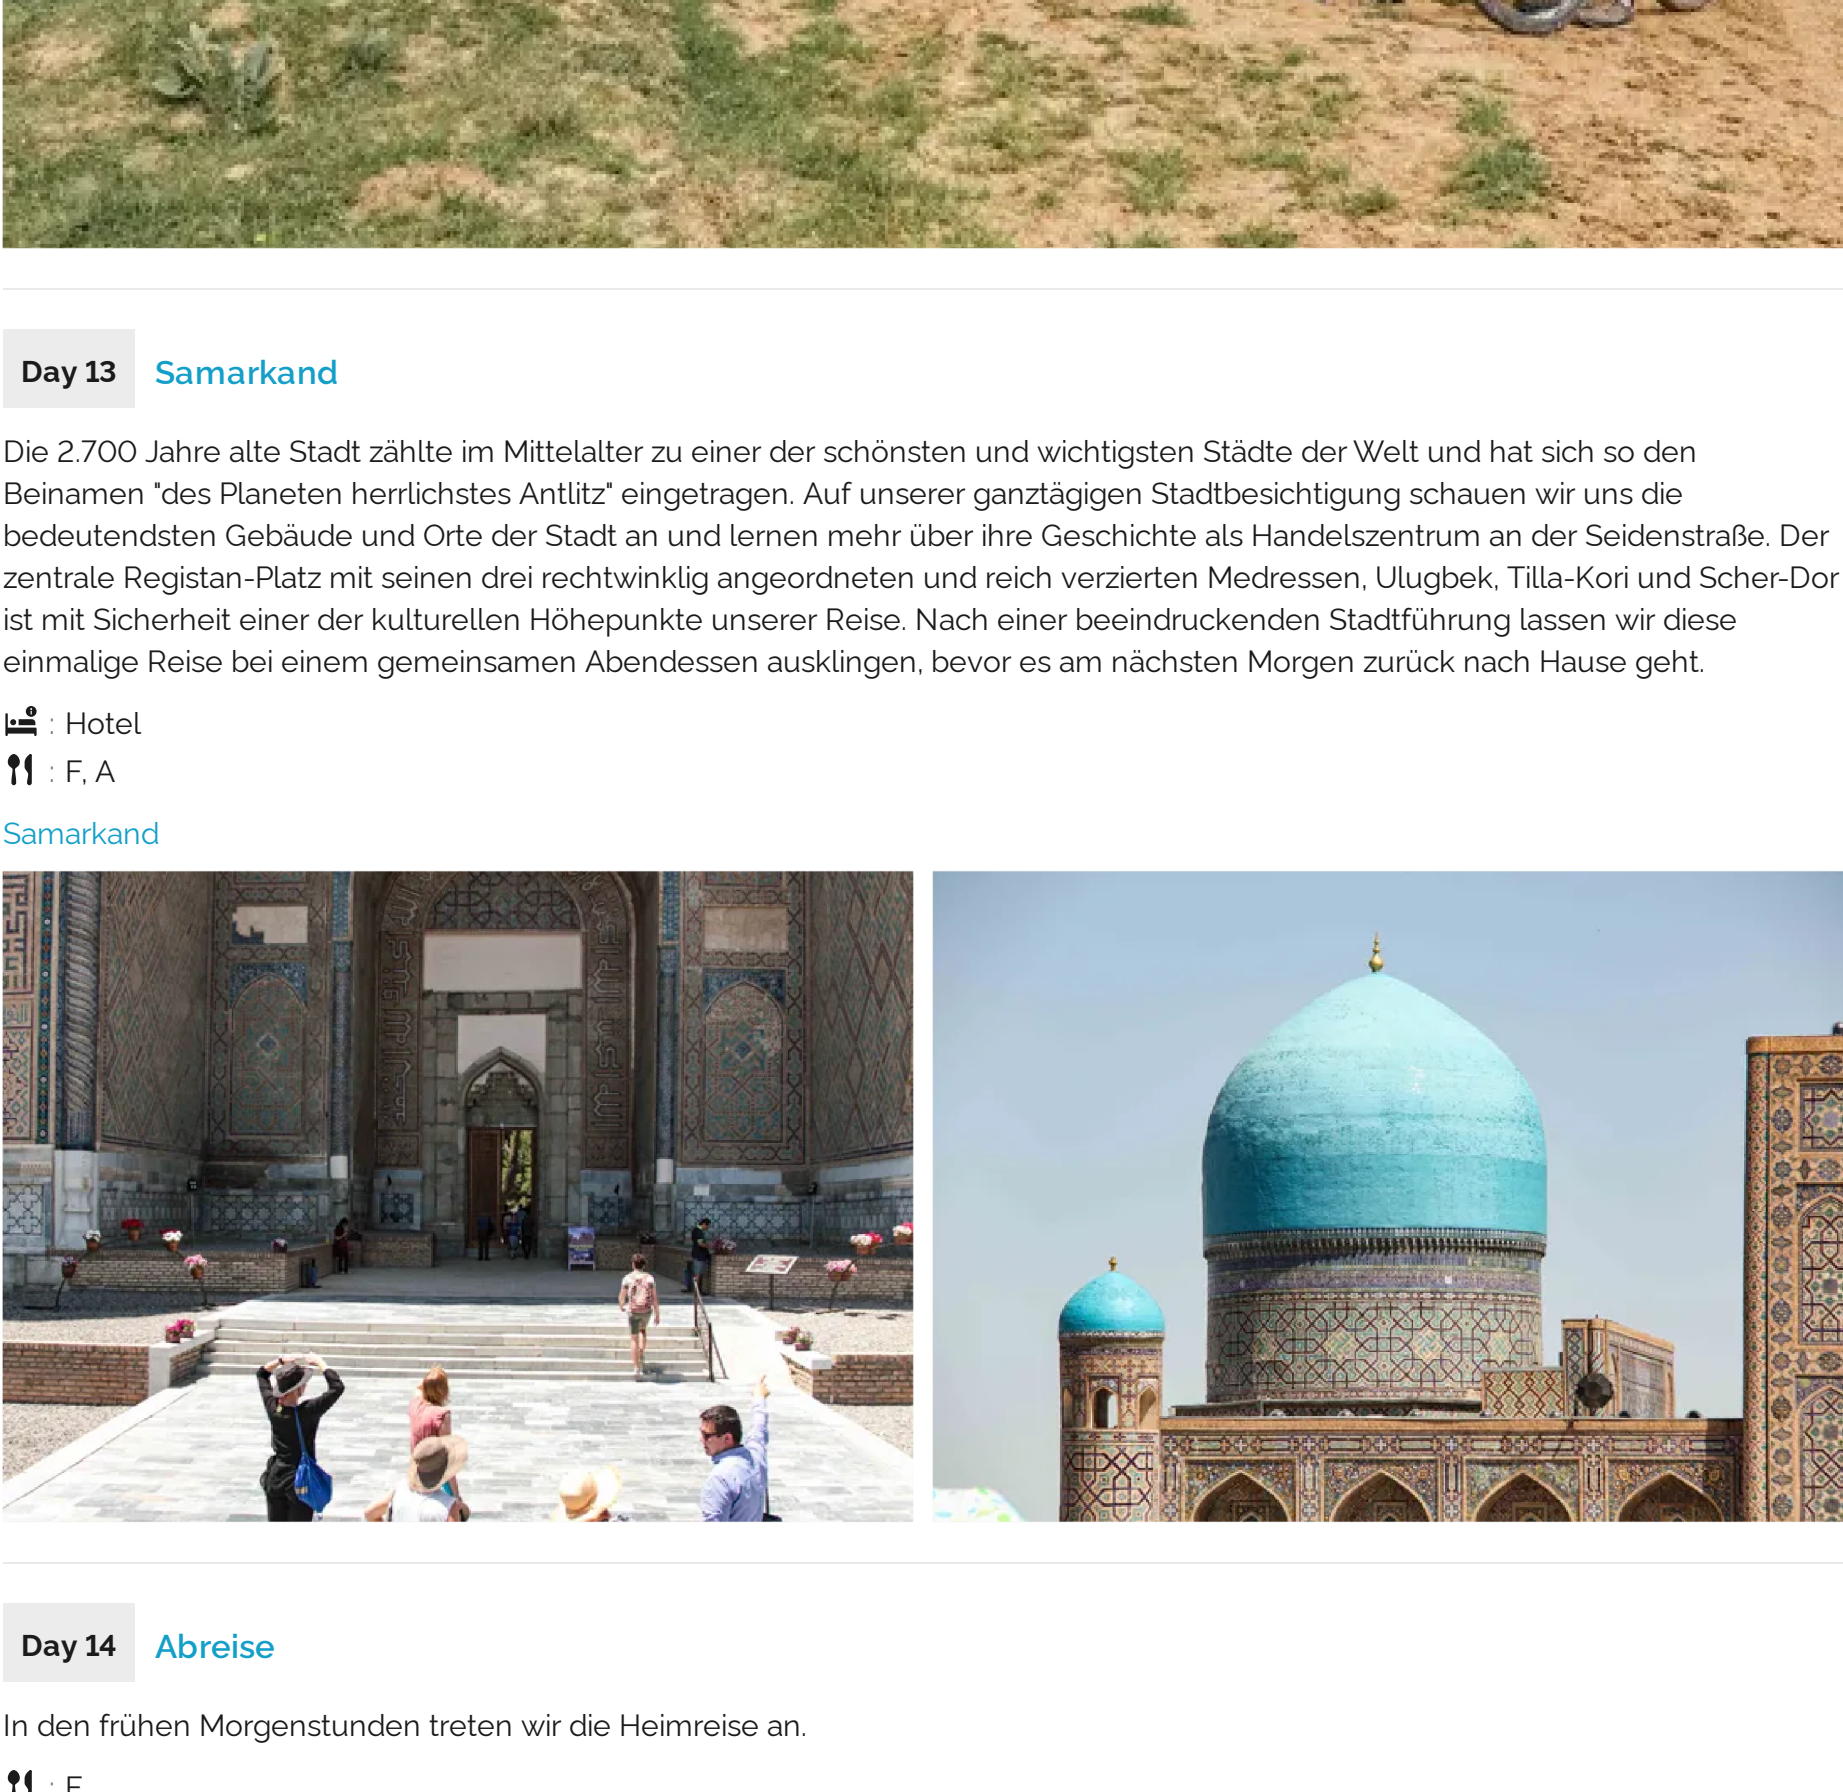 Day 13 Samarkand
Die 2.700 Jahre alte Stadt zählte im Mittelalter zu einer der schönsten und wichtigsten Städte der Welt und hat sich so den
Beinamen "des Planeten herrlichstes Antlitz" eingetragen. Auf unserer ganztägigen Stadtbesichtigung schauen wir uns die
bedeutendsten Gebäude und Orte der Stadt an und lernen mehr über ihre Geschichte als Handelszentrum an der Seidenstraße. Der
zentrale Registan-Platz mit seinen drei rechtwinklig angeordneten und reich verzierten Medressen, Ulugbek, Tilla-Kori und Scher-Dor
ist mit Sicherheit einer der kulturellen Höhepunkte unserer Reise. Nach einer beeindruckenden Stadtführung lassen wir diese
einmalige Reise bei einem gemeinsamen Abendessen ausklingen, bevor es am nächsten Morgen zurück nach Hause geht.
: Hotel
: F, A
Samarkand
Day 14 Abreise
In den frühen Morgenstunden treten wir die Heimreise an.
: F